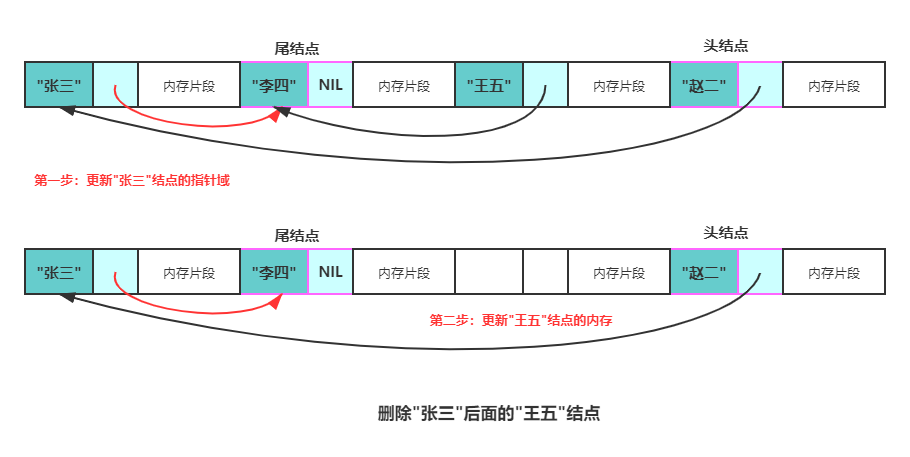 尾结点 头结点
"张三" 内存片段 "李四" NIL 内存片段 "王五" 内存片段 "赵二" 内存片段
第一步：更新"张三"结点的指针域
尾结点 头结点
"张三" 内存片段 "李四" NIL 内存片段 内存片段 "赵二" 内存片段
第二步：更新"王五"结点的内存
删除"张三"后面的"王五"结点